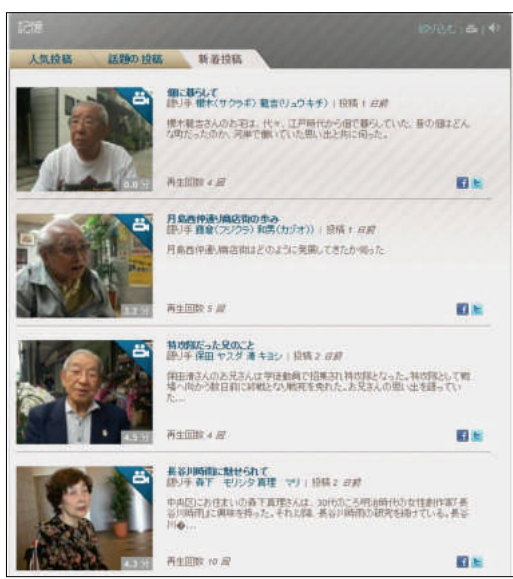 記憶
絞り込む
人気投稿 話題の投稿 新着投稿
佃に暮らして
語り手 櫻木(サクラギ) 龍吉(リュウキチ) | 投稿 1 日前
櫻木龍吉さんのお宅は、代々、江戸時代から佃で暮らしていた。昔の佃はどん
な町だったのか、河岸で働いていた思い出と共に伺った。
0.0 分
再生回数 4 回
月島西仲通り商店街の歩み
語り手 藤倉(フジクラ) 和男(カジオ)) | 投稿 1 日前
月島西仲通り商店街はどのように発展してきたか伺った
3.2 分
再生回数 5 回
特攻隊だった兄のこと
語り手 保田 ヤスダ 清 キヨシ | 投稿 2 日前
保田清さんのお兄さんは学徒動員で招集され特攻隊となった。特攻隊として戦
場へ向かう数日前に終戦となり戦死を免れた。お兄さんの思い出を語ってい
た...
4.5 分
再生回数 4 回
長谷川時雨に魅せられて
語り手 森下 モリシタ 真理 マリ | 投稿 2 日前
中央区にお住まいの森下真理さんは、30代のころ明治時代の女性劇作家『長
谷川時雨』に興味を持った。それ以降、長谷川時雨の研究を続けている。長谷
川�...
4.3 分
再生回数 10 回